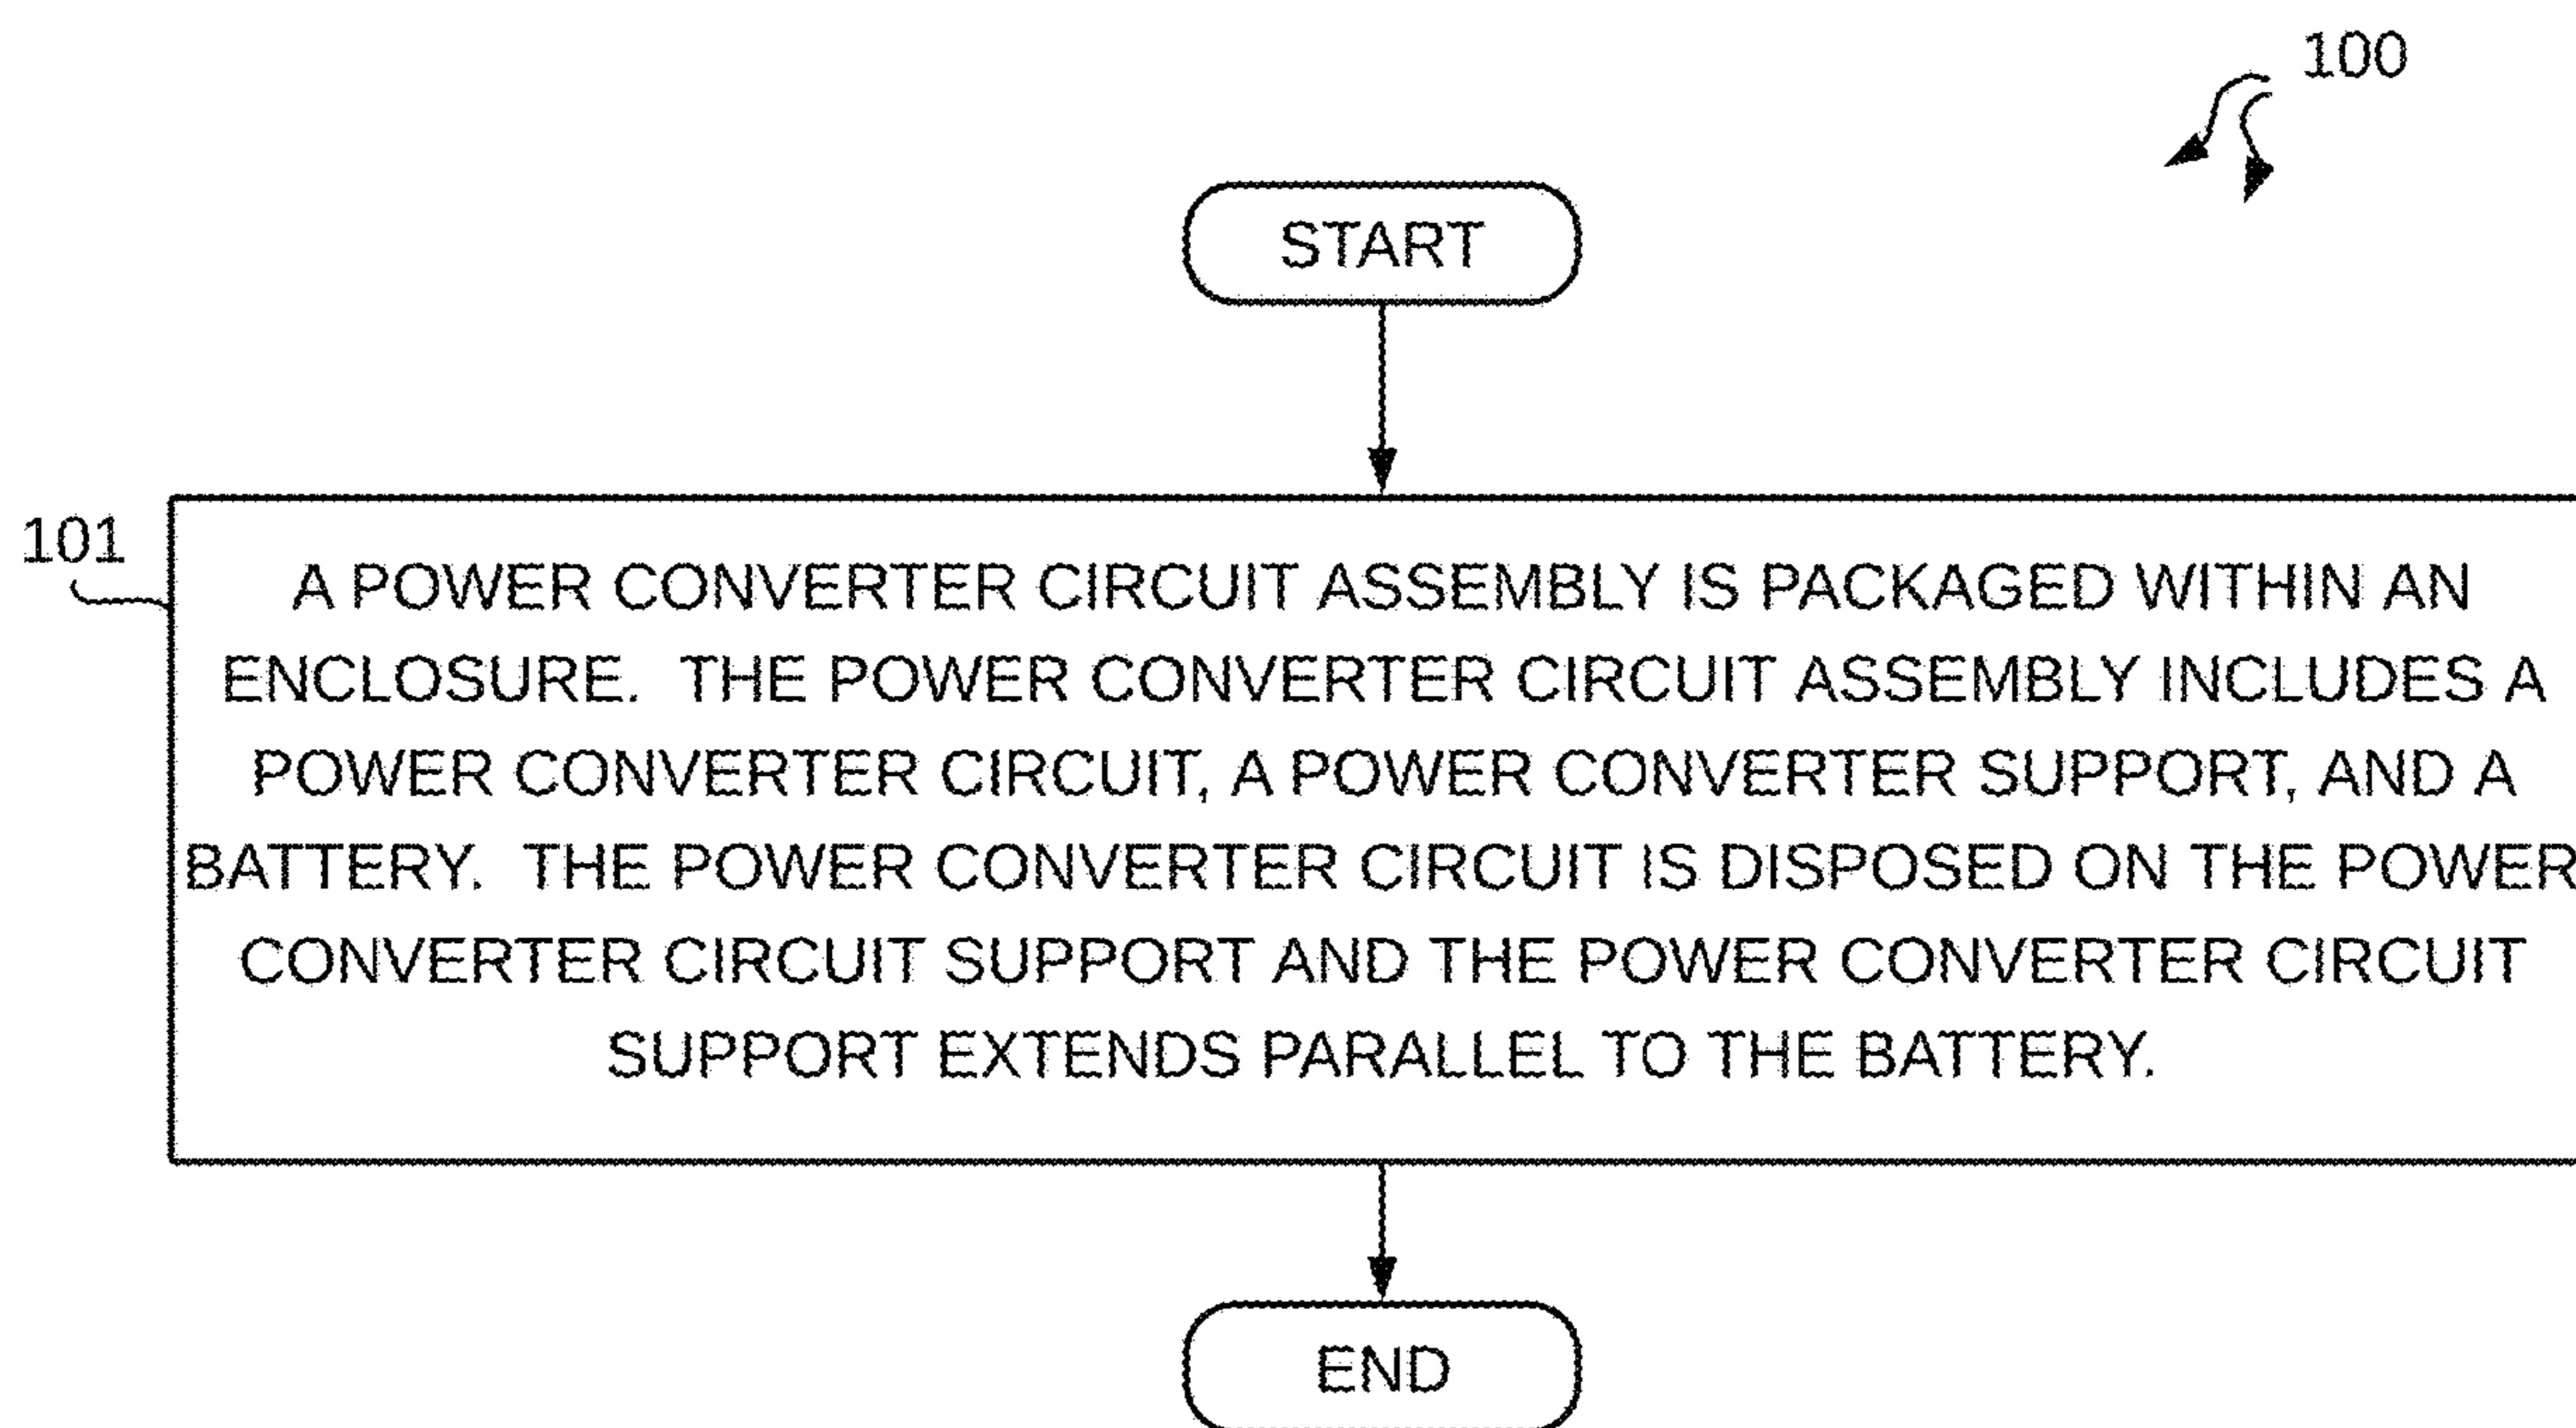 100
START
101
A POWER CONVERTER CIRCUIT ASSEMBLY IS PACKAGED WITHIN AN
ENCLOSURE.  THE POWER CONVERTER CIRCUIT ASSEMBLY INCLUDES A
POWER CONVERTER CIRCUIT, A POWER CONVERTER SUPPORT, AND A
BATTERY.  THE POWER CONVERTER CIRCUIT IS DISPOSED ON THE POWER
CONVERTER CIRCUIT SUPPORT AND THE POWER CONVERTER CIRCUIT
SUPPORT EXTENDS PARALLEL TO THE BATTERY.
END